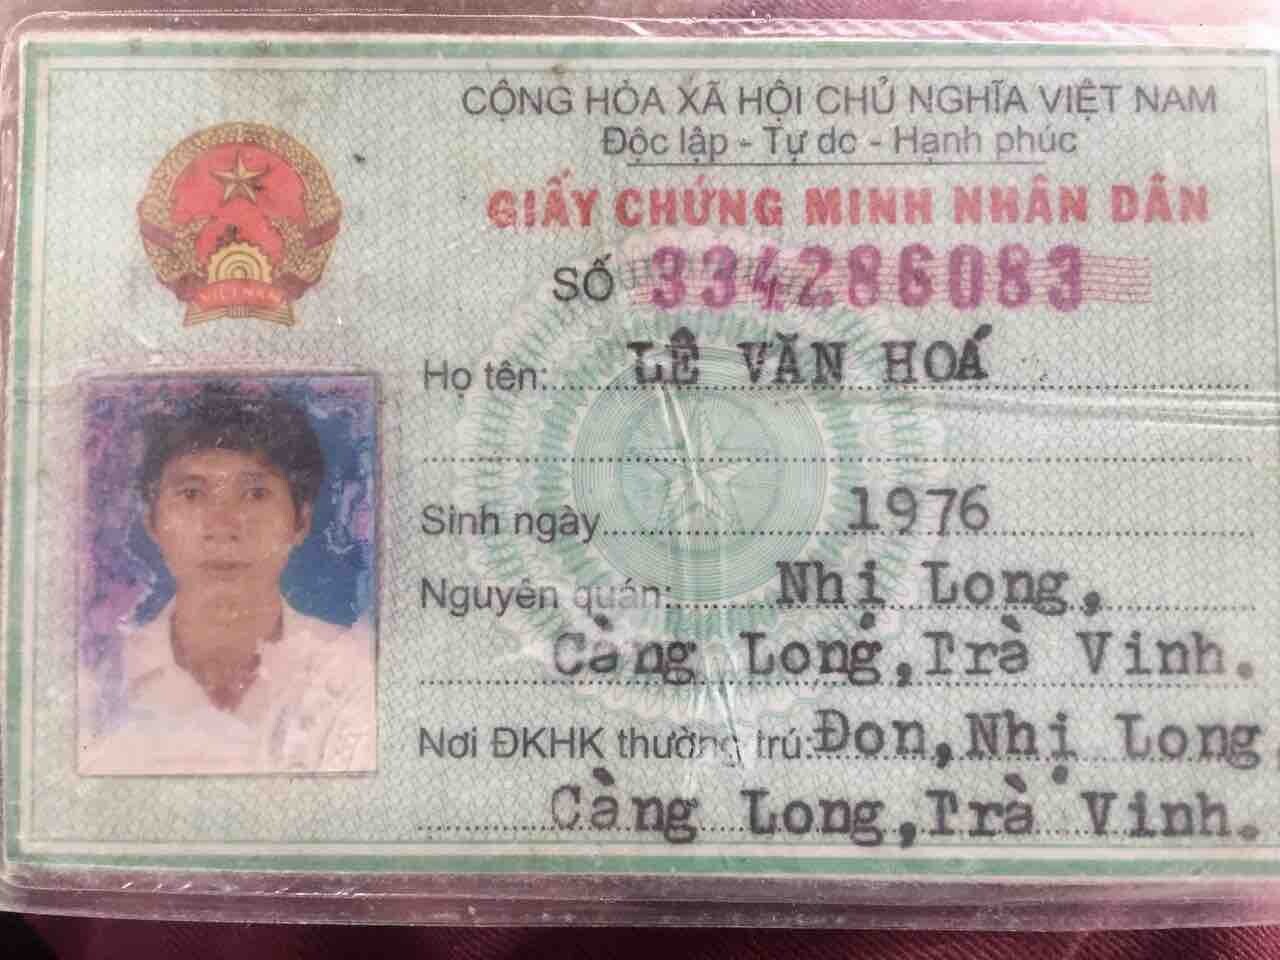 CỘNG HÒA XÃ HỘI CHỦ NGHĨA VIỆT NAM
Độc lập - Tự do - Hạnh phúc
GIẤY CHỨNG MINH NHÂN DÂN
SỐ 334286083
Họ tên: LÊ VĂN HOÁ
Sinh ngày 1976
Nguyên quán: Nhị Long,
Càng Long, Trà Vinh.
Nơi ĐKHK thường trú: Đon, Nhị Long
Càng Long, Trà Vinh.